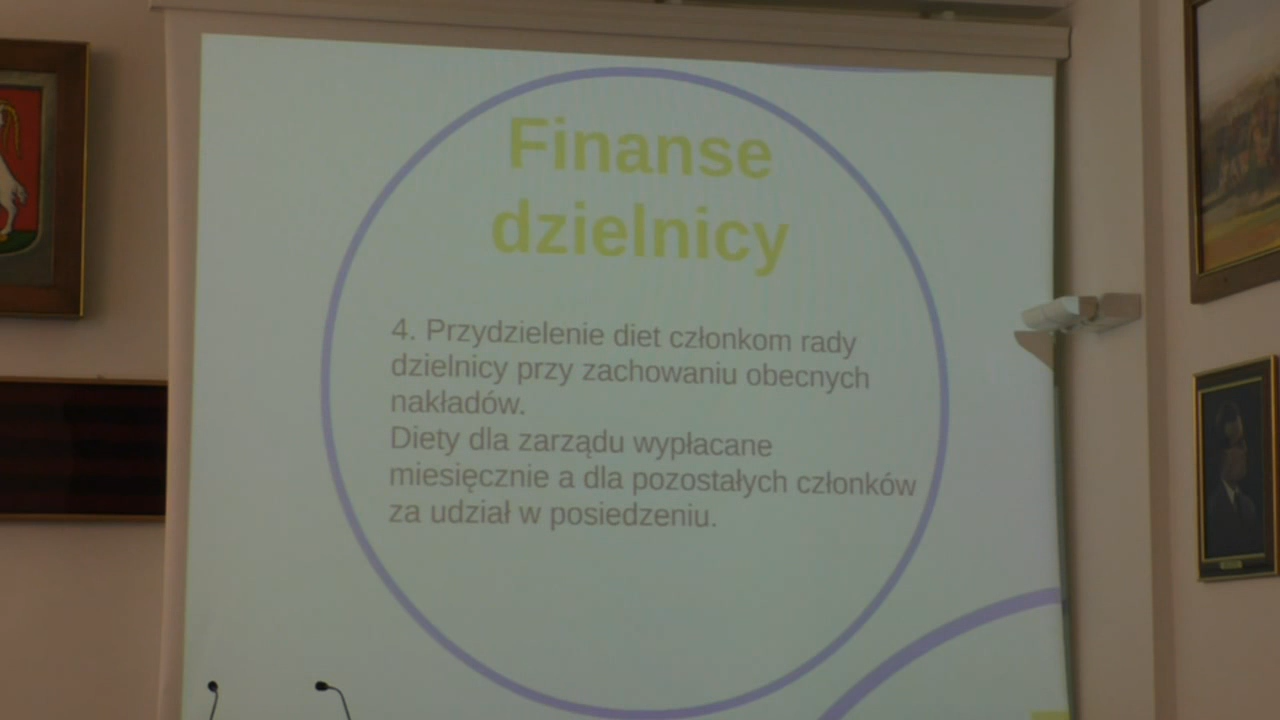 Finanse
dzielnicy
4. Przydzielenie diet członkom rady
dzielnicy przy zachowaniu obecnych
nakładów.
Diety dla zarządu wypłacane
miesięcznie a dla pozostałych członków
za udział w posiedzeniu.